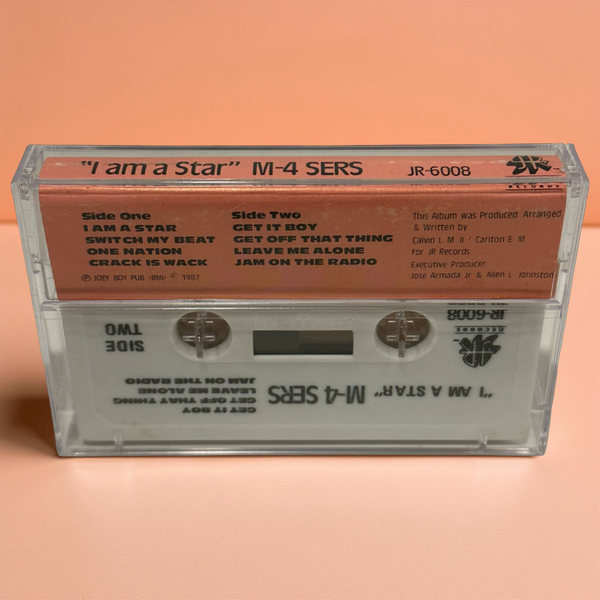 "I am a Star" M-4 SERS JR-6008 JR
RECORDS
Side One
I AM A STAR
SWITCH MY BEAT
ONE NATION
CRACK IS WACK
Ⓟ JOEY BOY PUB (BMI) © 1987
Side Two
GET IT BOY
GET OFF THAT THING
LEAVE ME ALONE
JAM ON THE RADIO
This Album was Produced Arranged
& Written by
Calvin L. M. II / Carlton E. M
for JR Records
Executive Producer
Jose Armada Jr & Allen L Johnston
"I AM A STAR" M-4 SERS
JR
RECORDS
JR-6008
SIDE
TWO
GET IT BOY
GET OFF THAT THING
LEAVE ME ALONE
JAM ON THE RADIO